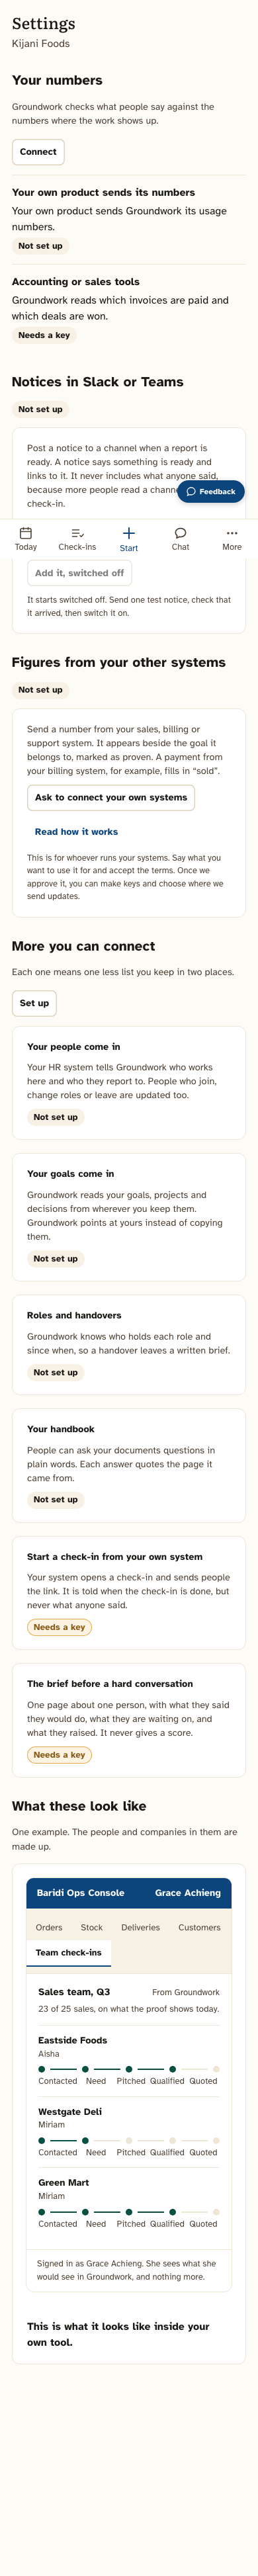 Settings
Kijani Foods
Your numbers
Groundwork checks what people say against the
numbers where the work shows up.
Connect
Your own product sends its numbers
Your own product sends Groundwork its usage
numbers.
Not set up
Accounting or sales tools
Groundwork reads which invoices are paid and
which deals are won.
Needs a key
Notices in Slack or Teams
Not set up
Post a notice to a channel when a report is
ready. A notice says something is ready and
links to it. It never includes what anyone said,
because more people read a
check-in.
Feedback
Today
Check-ins
Start
Chat
More
Add it, switched off
It starts switched off. Send one test notice, check that
it arrived, then switch it on.
Figures from your other systems
Not set up
Send a number from your sales, billing or
support system. It appears beside the goal it
belongs to, marked as proven. A payment from
your billing system, for example, fills in “sold”.
Ask to connect your own systems
Read how it works
This is for whoever runs your systems. Say what you
want to use it for and accept the terms. Once we
approve it, you can make keys and choose where we
send updates.
More you can connect
Each one means one less list you keep in two places.
Set up
Your people come in
Your HR system tells Groundwork who works
here and who they report to. People who join,
change roles or leave are updated too.
Not set up
Your goals come in
Groundwork reads your goals, projects and
decisions from wherever you keep them.
Groundwork points at yours instead of copying
them.
Not set up
Roles and handovers
Groundwork knows who holds each role and
since when, so a handover leaves a written brief.
Not set up
Your handbook
People can ask your documents questions in
plain words. Each answer quotes the page it
came from.
Not set up
Start a check-in from your own system
Your system opens a check-in and sends people
the link. It is told when the check-in is done, but
never what anyone said.
Needs a key
The brief before a hard conversation
One page about one person, with what they said
they would do, what they are waiting on, and
what they raised. It never gives a score.
Needs a key
What these look like
One example. The people and companies in them are
made up.
Baridi Ops Console
Grace Achieng
Orders
Stock
Deliveries
Customers
Team check-ins
Sales team, Q3
From Groundwork
23 of 25 sales, on what the proof shows today.
Eastside Foods
Aisha
Contacted Need Pitched Qualified Quoted
Westgate Deli
Miriam
Contacted Need Pitched Qualified Quoted
Green Mart
Miriam
Contacted Need Pitched Qualified Quoted
Signed in as Grace Achieng. She sees what she
would see in Groundwork, and nothing more.
This is what it looks like inside your
own tool.